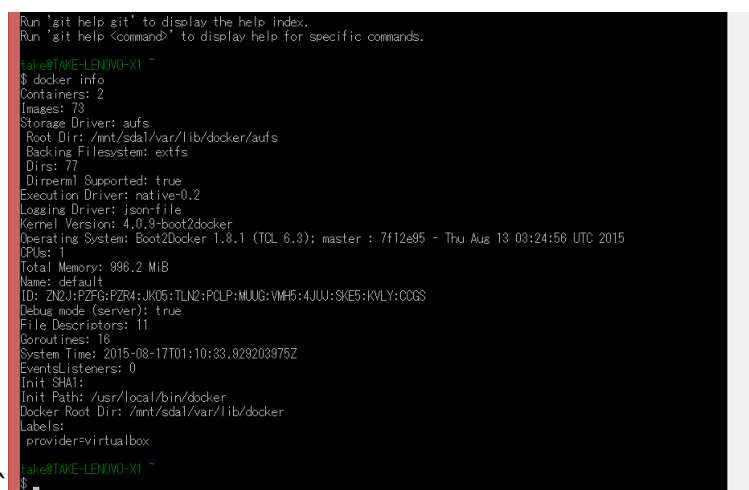 Run 'git help git' to display the help index.
Run 'git help <command>' to display help for specific commands.
take@TAKE-LENOVO-X1 ~
$ docker info
Containers: 2
Images: 73
Storage Driver: aufs
Root Dir: /mnt/sda1/var/lib/docker/aufs
Backing Filesystem: extfs
Dirs: 77
Dirperm1 Supported: true
Execution Driver: native-0.2
Logging Driver: json-file
Kernel Version: 4.0.9-boot2docker
Operating System: Boot2Docker 1.8.1 (TCL 6.3); master : 7f12e95 - Thu Aug 13 03:24:56 UTC 2015
CPUs: 1
Total Memory: 996.2 MiB
Name: default
ID: ZN2J:PZFG:PZR4:JKO5:TLN2:PCLP:MUUG:VMH5:4JUJ:SKE5:KVLY:CCGS
Debug mode (server): true
File Descriptors: 11
Goroutines: 16
System Time: 2015-08-17T01:10:33.929203975Z
EventsListeners: 0
Init SHA1:
Init Path: /usr/local/bin/docker
Docker Root Dir: /mnt/sda1/var/lib/docker
Labels:
provider=virtualbox
take@TAKE-LENOVO-X1 ~
$